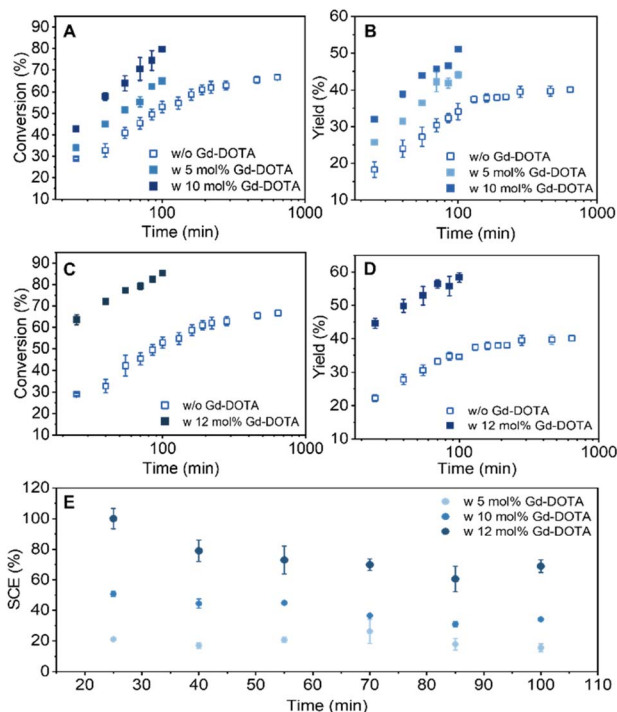 A
Conversion (%)
90
80
70
60
50
40
30
20
10
w/o Gd-DOTA
w 5 mol% Gd-DOTA
w 10 mol% Gd-DOTA
100
1000
Time (min)
B
Yield (%)
60
50
40
30
20
10
w/o Gd-DOTA
w 5 mol% Gd-DOTA
w 10 mol% Gd-DOTA
100
1000
Time (min)
C
Conversion (%)
90
80
70
60
50
40
30
20
10
w/o Gd-DOTA
w 12 mol% Gd-DOTA
100
1000
Time (min)
D
Yield (%)
60
50
40
30
20
10
w/o Gd-DOTA
w 12 mol% Gd-DOTA
100
1000
Time (min)
E
SCE (%)
120
100
80
60
40
20
0
w 5 mol% Gd-DOTA
w 10 mol% Gd-DOTA
w 12 mol% Gd-DOTA
20 30 40 50 60 70 80 90 100 110
Time (min)